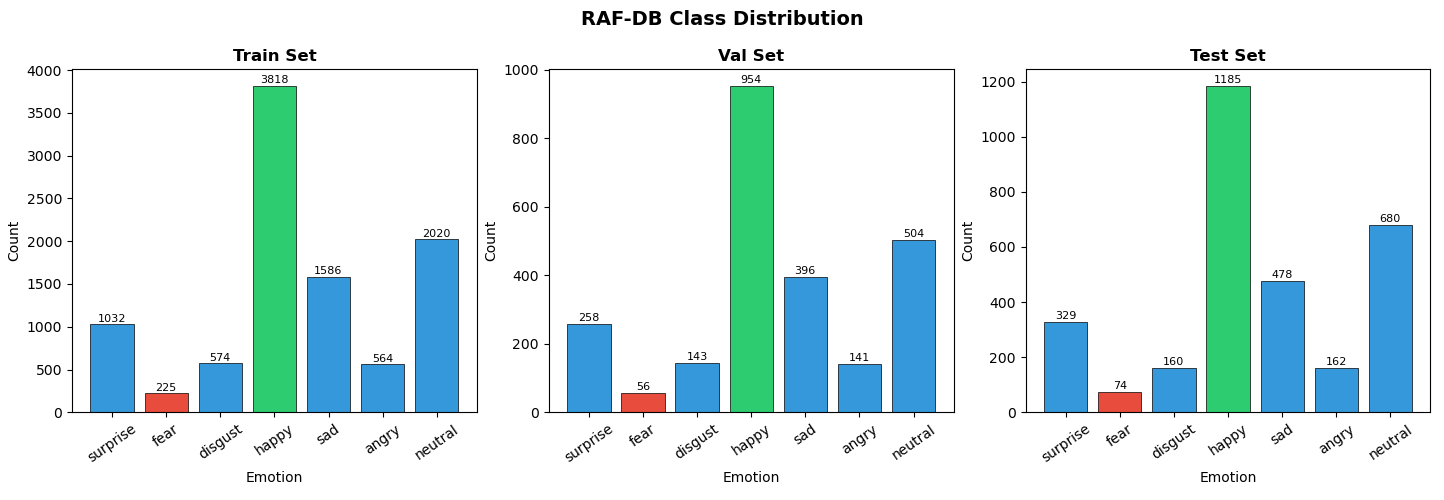 RAF-DB Class Distribution
Train Set
Count
4000
3500
3000
2500
2000
1500
1000
500
0
1032
225
574
3818
1586
564
2020
surprise
fear
disgust
happy
sad
angry
neutral
Emotion
Val Set
Count
1000
800
600
400
200
0
258
56
143
954
396
141
504
surprise
fear
disgust
happy
sad
angry
neutral
Emotion
Test Set
Count
1200
1000
800
600
400
200
0
329
74
160
1185
478
162
680
surprise
fear
disgust
happy
sad
angry
neutral
Emotion